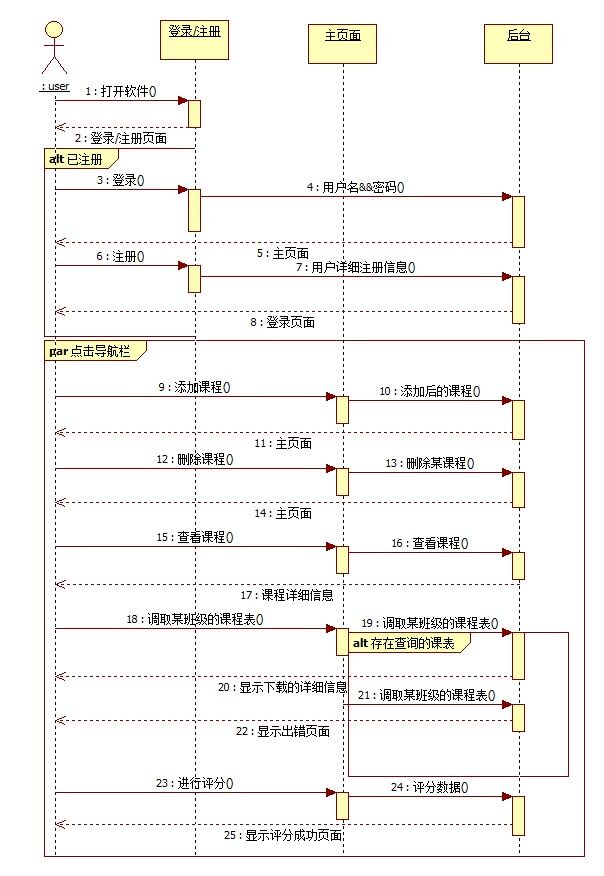 登录/注册
主页面
后台
: user
1 : 打开软件()
2 : 登录/注册页面
alt 已注册
3 : 登录()
4 : 用户名&&密码()
5 : 主页面
6 : 注册()
7 : 用户详细注册信息()
8 : 登录页面
par 点击导航栏
9 : 添加课程()
10 : 添加后的课程()
11 : 主页面
12 : 删除课程()
13 : 删除某课程()
14 : 主页面
15 : 查看课程()
16 : 查看课程()
17 : 课程详细信息
18 : 调取某班级的课程表()
19 : 调取某班级的课程表()
alt 存在查询的课表
20 : 显示下载的详细信息
21 : 调取某班级的课程表()
22 : 显示出错页面
23 : 进行评分()
24 : 评分数据()
25 : 显示评分成功页面